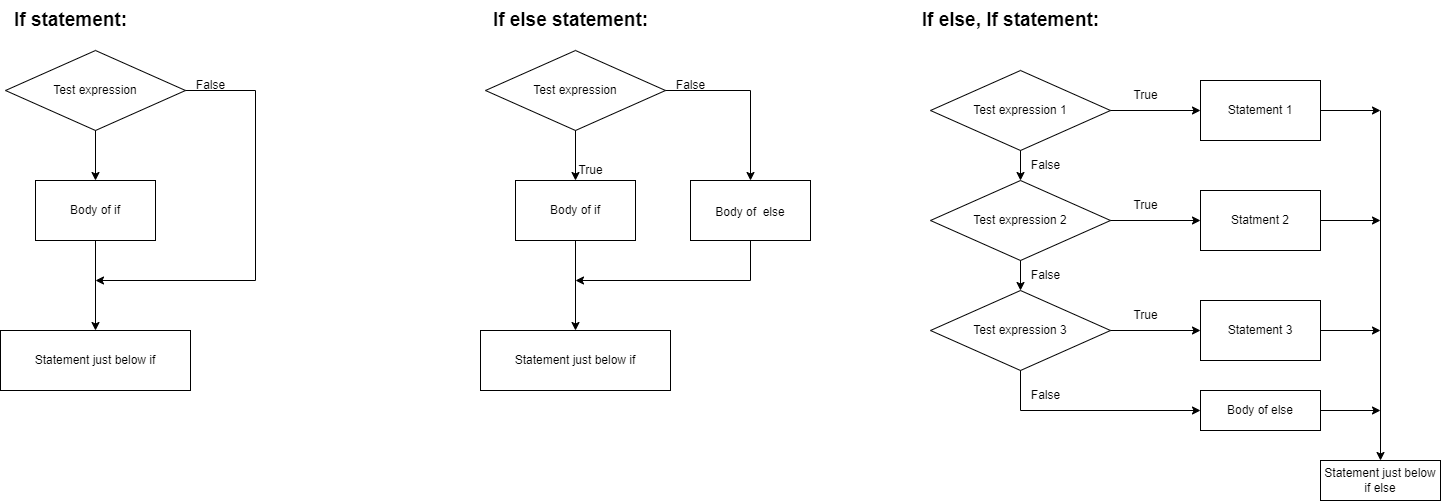 If statement:
Test expression
False
Body of if
Statement just below if
If else statement:
Test expression
False
True
Body of if
Body of  else
Statement just below if
If else, If statement:
Test expression 1
True
Statement 1
False
Test expression 2
True
Statment 2
False
Test expression 3
True
Statement 3
False
Body of else
Statement just below
if else